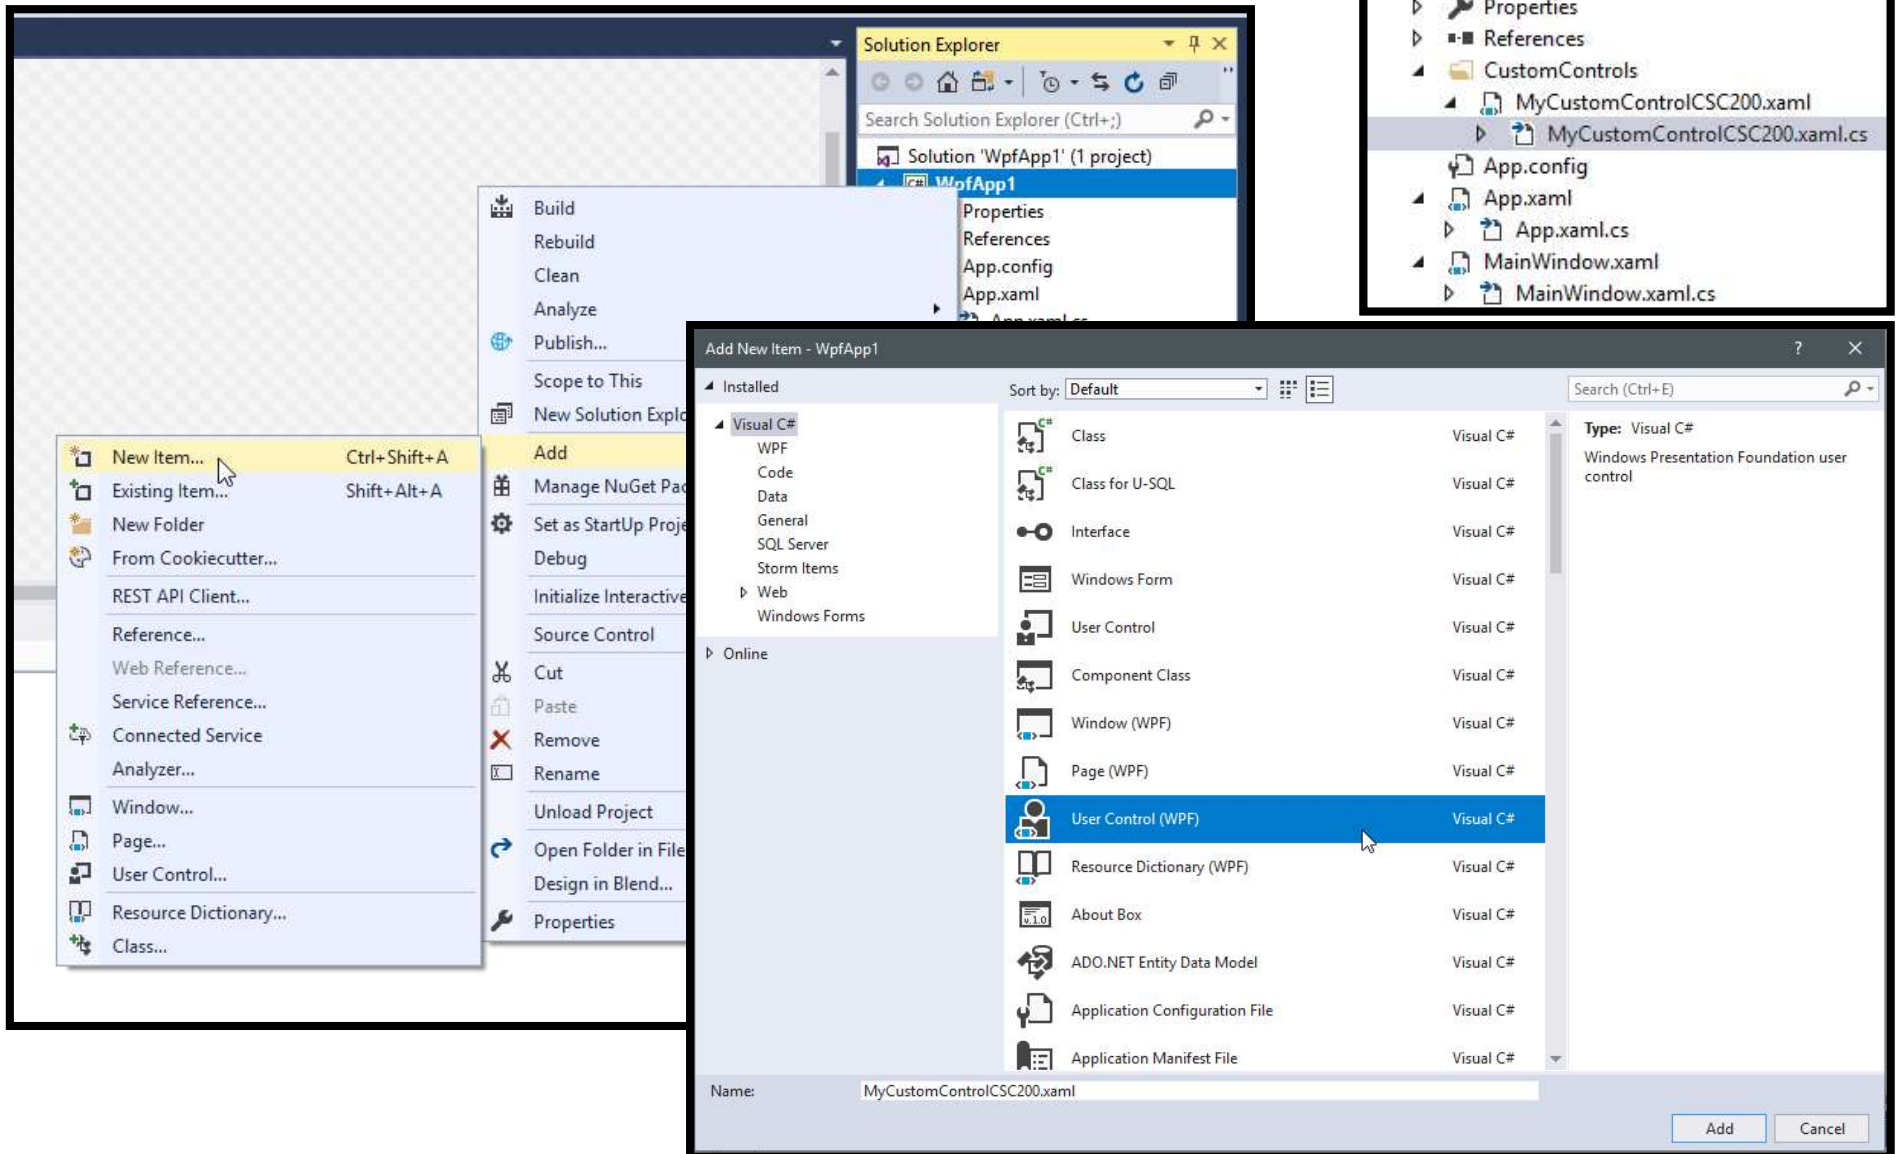 Solution Explorer
Search Solution Explorer (Ctrl+;)
Solution 'WpfApp1' (1 project)
C# WpfApp1
Properties
References
App.config
App.xaml
App.xaml.cs
Build
Rebuild
Clean
Analyze
Publish...
Scope to This
New Solution Explo
Add
Manage NuGet Pac
Set as StartUp Proje
Debug
Initialize Interactive
Source Control
Cut
Paste
Remove
Rename
Unload Project
Open Folder in File
Design in Blend...
Properties
New Item... Ctrl+Shift+A
Existing Item... Shift+Alt+A
New Folder
From Cookiecutter...
REST API Client...
Reference...
Web Reference...
Service Reference...
Connected Service
Analyzer...
Window...
Page...
User Control...
Resource Dictionary...
Class...
Properties
References
CustomControls
MyCustomControlCSC200.xaml
MyCustomControlCSC200.xaml.cs
App.config
App.xaml
App.xaml.cs
MainWindow.xaml
MainWindow.xaml.cs
Add New Item - WpfApp1 ?
Installed
Sort by: Default
Search (Ctrl+E)
Visual C#
WPF
Code
Data
General
SQL Server
Storm Items
Web
Windows Forms
Online
C# Class Visual C#
C# Class for U-SQL Visual C#
Interface Visual C#
Windows Form Visual C#
User Control Visual C#
Component Class Visual C#
Window (WPF) Visual C#
Page (WPF) Visual C#
User Control (WPF) Visual C#
Resource Dictionary (WPF) Visual C#
v.1.0 About Box Visual C#
ADO.NET Entity Data Model Visual C#
Application Configuration File Visual C#
Application Manifest File Visual C#
Type: Visual C#
Windows Presentation Foundation user
control
Name: MyCustomControlCSC200.xaml
Add Cancel